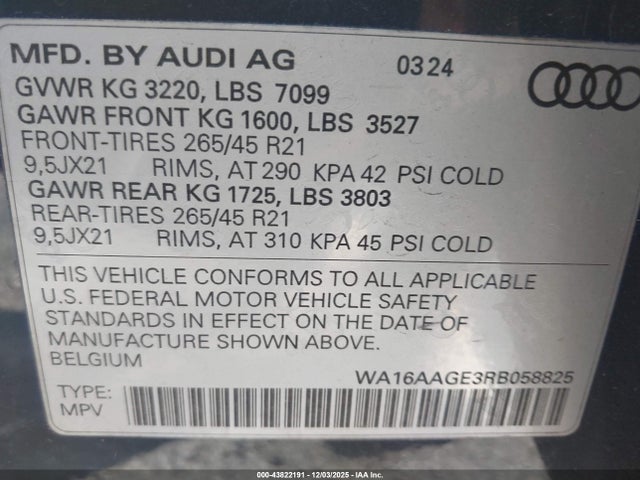 MFD. BY AUDI AG 0324
GVWR KG 3220, LBS 7099
GAWR FRONT KG 1600, LBS 3527
FRONT-TIRES 265/45 R21
9,5JX21 RIMS, AT 290 KPA 42 PSI COLD
GAWR REAR KG 1725, LBS 3803
REAR-TIRES 265/45 R21
9,5JX21 RIMS, AT 310 KPA 45 PSI COLD
THIS VEHICLE CONFORMS TO ALL APPLICABLE
U.S. FEDERAL MOTOR VEHICLE SAFETY
STANDARDS IN EFFECT ON THE DATE OF
MANUFACTURE SHOWN ABOVE.
BELGIUM
WA16AAGE3RB058825
TYPE:
MPV
000-43822191 - 12/03/2025 - IAA Inc.